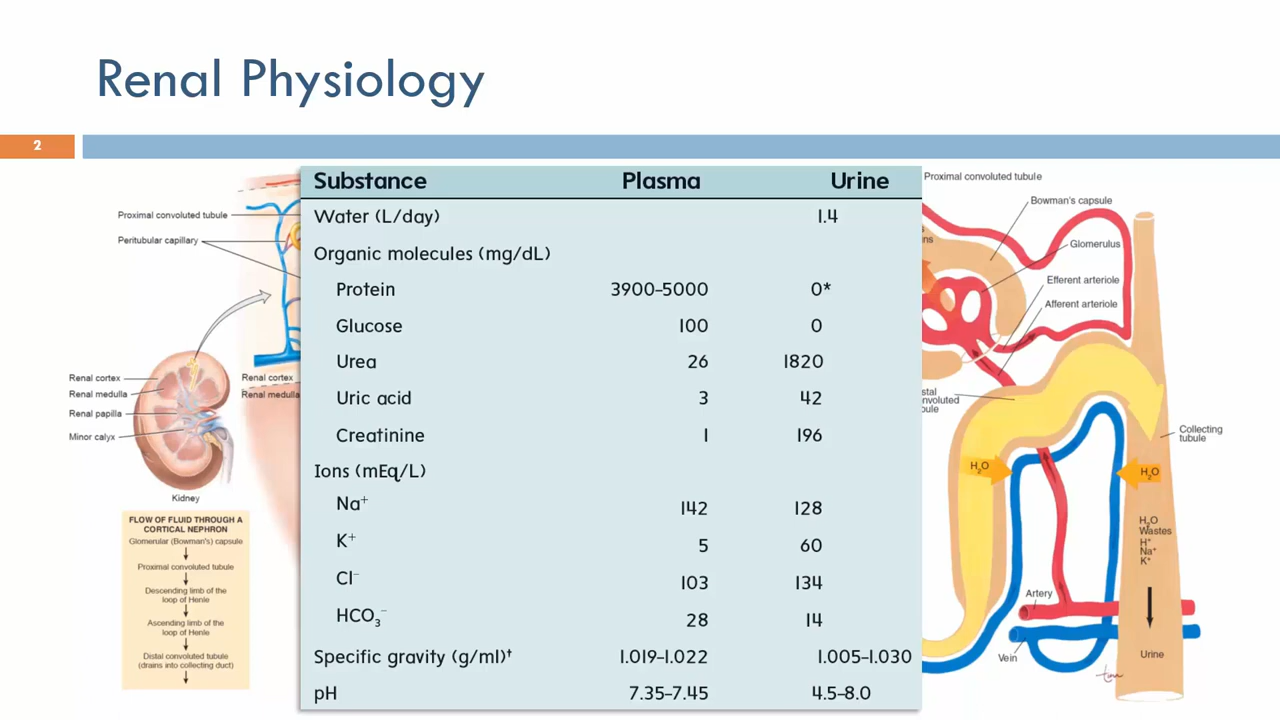 Renal Physiology
2
Proximal convoluted tubule
Peritubular capillary
Renal cortex
Renal medulla
Renal papilla
Minor calyx
Renal cortex
Renal medulla
Kidney
FLOW OF FLUID THROUGH A
CORTICAL NEPHRON
Glomerular (Bowman's) capsule
Proximal convoluted tubule
Descending limb of the
loop of Henle
Ascending limb of the
loop of Henle
Distal convoluted tubule
(drains into collecting duct)
Substance Plasma Urine
Water (L/day) 1.4
Organic molecules (mg/dL)
Protein 3900–5000 0*
Glucose 100 0
Urea 26 1820
Uric acid 3 42
Creatinine 1 196
Ions (mEq/L)
Na⁺ 142 128
K⁺ 5 60
Cl⁻ 103 134
HCO₃⁻ 28 14
Specific gravity (g/ml)† 1.019–1.022 1.005–1.030
pH 7.35–7.45 4.5–8.0
Proximal convoluted tubule
Bowman's capsule
Glomerulus
Efferent arteriole
Afferent arteriole
Collecting
tubule
H₂O
H₂O
H₂O
Wastes
H⁺
Na⁺
K⁺
Artery
Vein
Urine